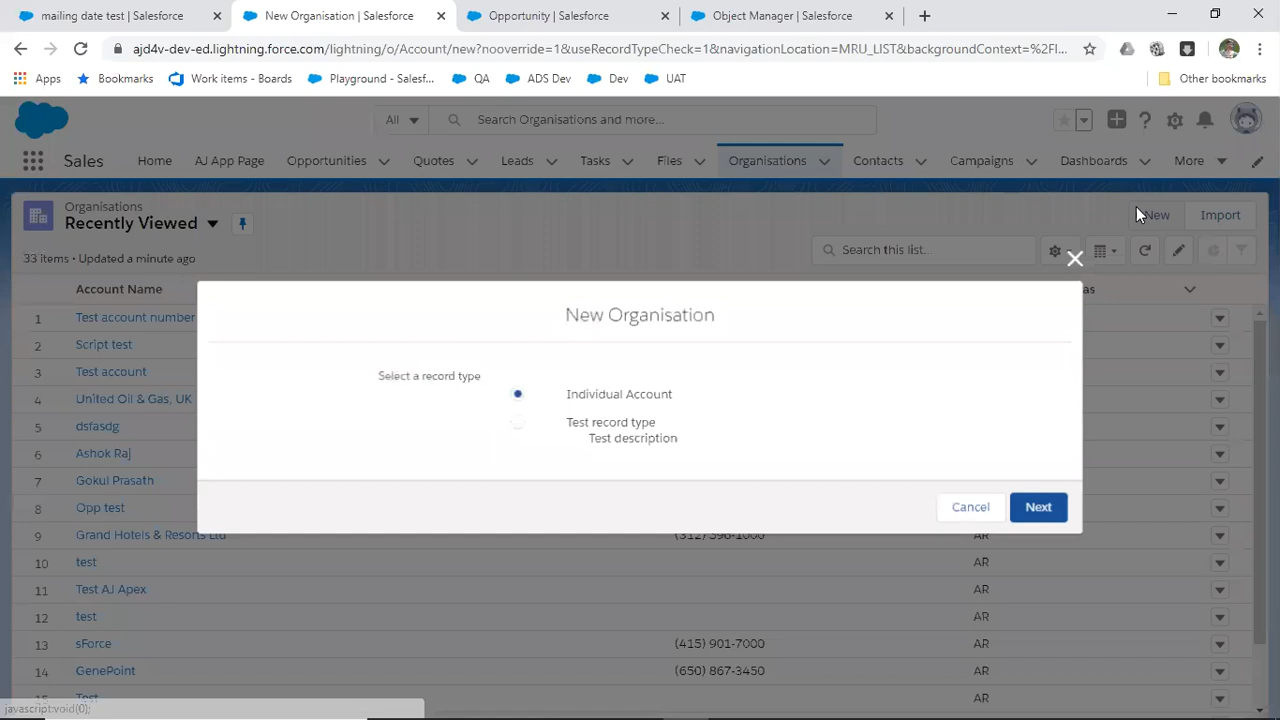 mailing date test | Salesforce
New Organisation | Salesforce
Opportunity | Salesforce
Object Manager | Salesforce
ajd4v-dev-ed.lightning.force.com/lightning/o/Account/new?nooverride=1&useRecordTypeCheck=1&navigationLocation=MRU_LIST&backgroundContext=%2Fl...
Apps Bookmarks Work items - Boards Playground - Salesf... QA ADS Dev Dev UAT Other bookmarks
All Search Organisations and more...
Sales Home AJ App Page Opportunities Quotes Leads Tasks Files Organisations Contacts Campaigns Dashboards More
Organisations
Recently Viewed
New Import
33 items • Updated a minute ago
Search this list...
Account Name
1 Test account number
2 Script test
3 Test account
4 United Oil & Gas, UK
5 dsfasdg
6 Ashok Raj
7 Gokul Prasath
8 Opp test
9 Grand Hotels & Resorts Ltd AR
10 test AR
11 Test AJ Apex AR
12 test AR
13 sForce (415) 901-7000 AR
14 GenePoint (650) 867-3450 AR
Test AR
New Organisation
Select a record type
Individual Account
Test record type
Test description
Cancel Next
javascript:void(0);